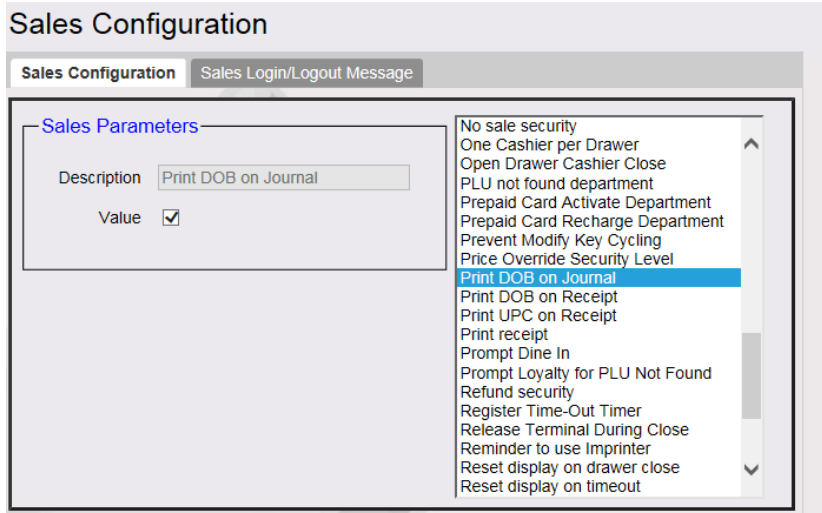 Sales Configuration
Sales Configuration
Sales Login/Logout Message
Sales Parameters
Description
Print DOB on Journal
Value
No sale security
One Cashier per Drawer
Open Drawer Cashier Close
PLU not found department
Prepaid Card Activate Department
Prepaid Card Recharge Department
Prevent Modify Key Cycling
Price Override Security Level
Print DOB on Journal
Print DOB on Receipt
Print UPC on Receipt
Print receipt
Prompt Dine In
Prompt Loyalty for PLU Not Found
Refund security
Register Time-Out Timer
Release Terminal During Close
Reminder to use Imprinter
Reset display on drawer close
Reset display on timeout